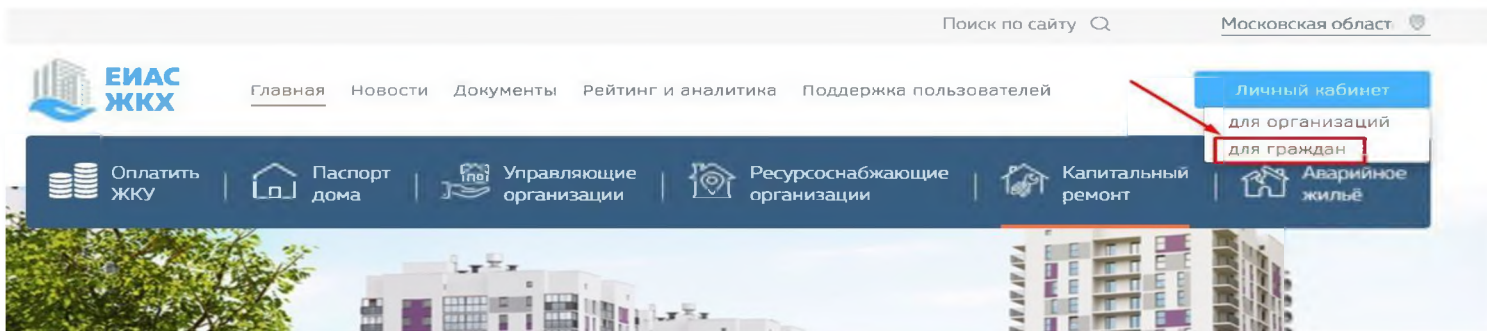 Поиск по сайту
Московская област
ЕИАС
ЖКХ
Главная Новости Документы Рейтинг и аналитика Поддержка пользователей
Личный кабинет
для организаций
для граждан
Оплатить
ЖКУ
Паспорт
дома
Управляющие
организации
Ресурсоснабжающие
организации
Капитальный
ремонт
Аварийное
жильё